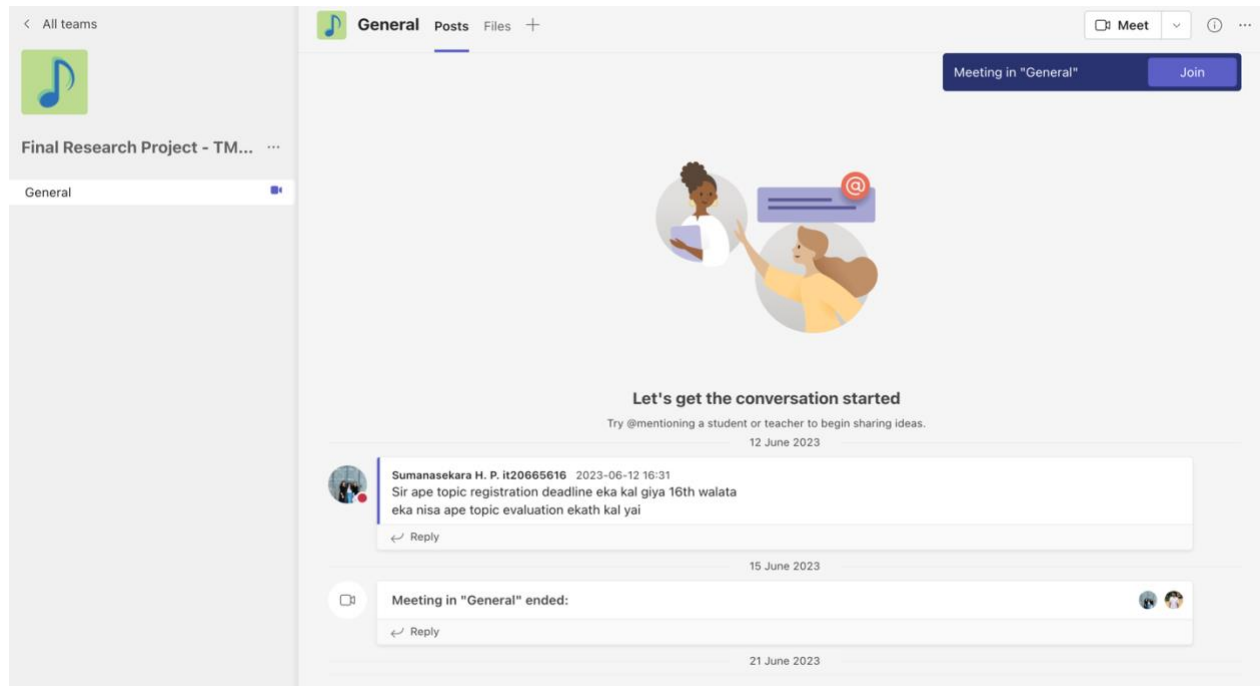 All teams
Final Research Project - TM... ...
General
General Posts Files +
Meet
Meeting in "General" Join
@
Let's get the conversation started
Try @mentioning a student or teacher to begin sharing ideas.
12 June 2023
Sumanasekara H. P. it20665616 2023-06-12 16:31
Sir ape topic registration deadline eka kal giya 16th walata
eka nisa ape topic evaluation ekath kal yai
Reply
15 June 2023
Meeting in "General" ended:
Reply
21 June 2023